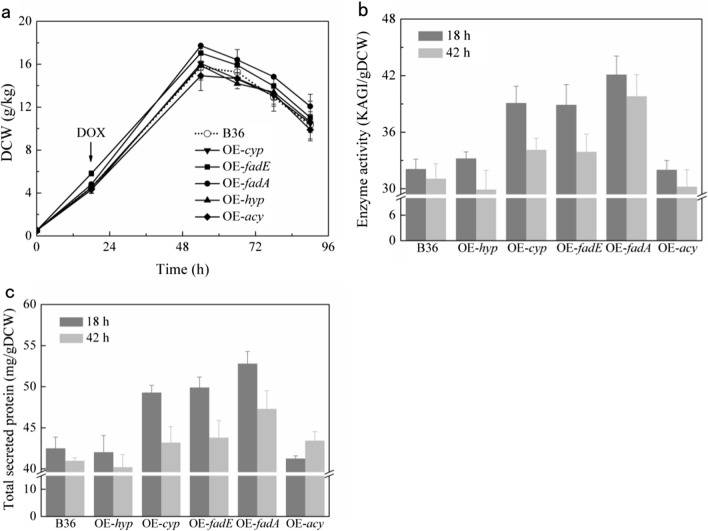 a
DCW (g/kg)
20
16
12
8
4
0
DOX
B36
OE-cyp
OE-fadE
OE-fadA
OE-hyp
OE-acy
0 24 48 72 96
Time (h)
b
Enzyme activity (KAGI/gDCW)
48
42
36
30
6
0
18 h
42 h
B36 OE-hyp OE-cyp OE-fadE OE-fadA OE-acy
c
Total secreted protein (mg/gDCW)
60
55
50
45
40
10
0
18 h
42 h
B36 OE-hyp OE-cyp OE-fadE OE-fadA OE-acy